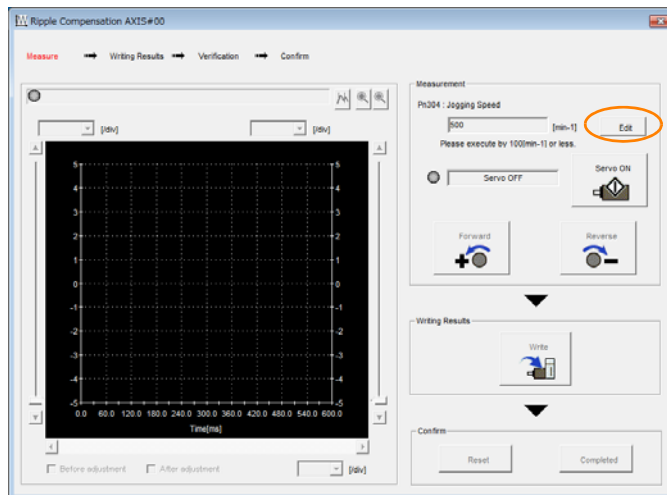 Ripple Compensation AXIS#00
Measure Writing Results Verification Confirm
[/div] [/div]
5 5
4 4
3 3
2 2
1 1
0 0
-1 -1
-2 -2
-3 -3
-4 -4
-5 -5
0.0 60.0 120.0 180.0 240.0 300.0 360.0 420.0 480.0 540.0 600.0
Time[ms]
Before adjustment After adjustment [/div]
Measurement
Pn304 : Jogging Speed
500 [min-1] Edit
Please execute by 100[min-1] or less.
Servo OFF
Servo ON
Forward Reverse
Writing Results
Write
Confirm
Reset Completed